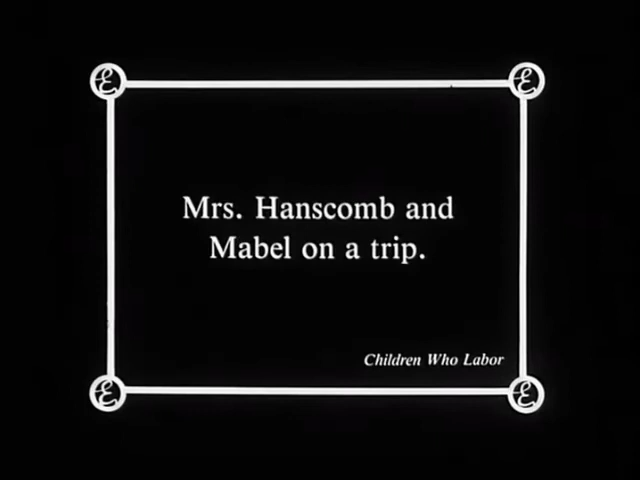 Mrs. Hanscomb and
Mabel on a trip.
Children Who Labor